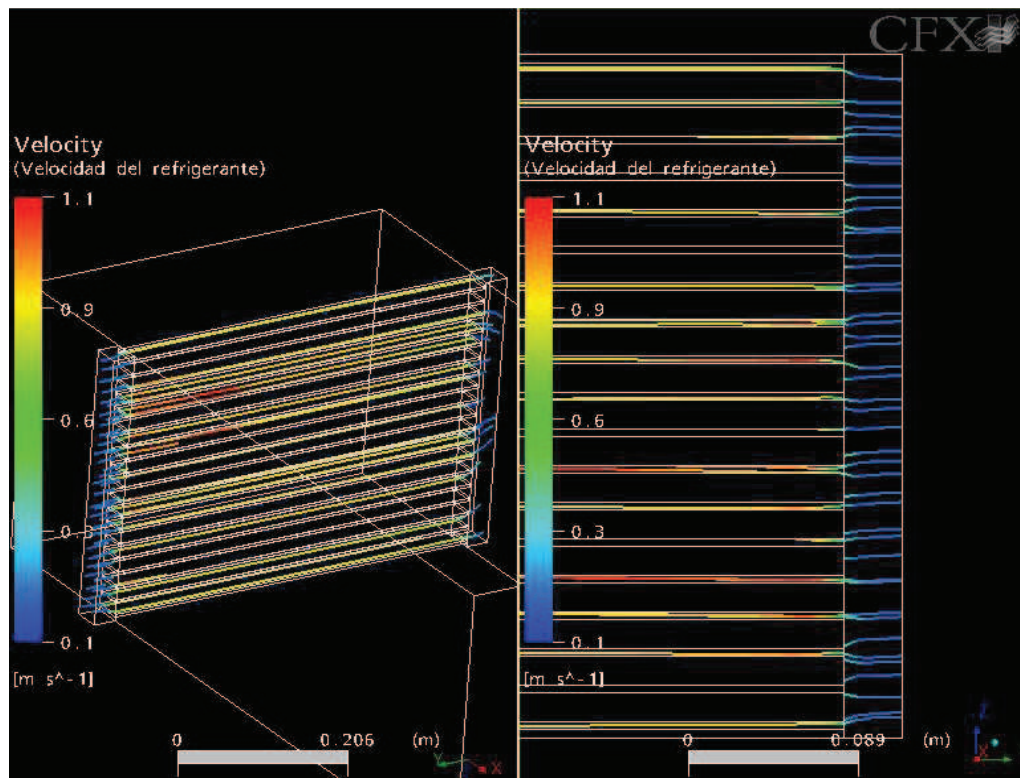 CFX
Velocity
(Velocidad del refrigerante)
1.1
0.9
0.6
0.3
0.1
[m s^-1]
0
0.206
(m)
Y
X
Velocity
(Velocidad del refrigerante)
1.1
0.9
0.6
0.3
0.1
[m s^-1]
0
0.089
(m)
Z
X